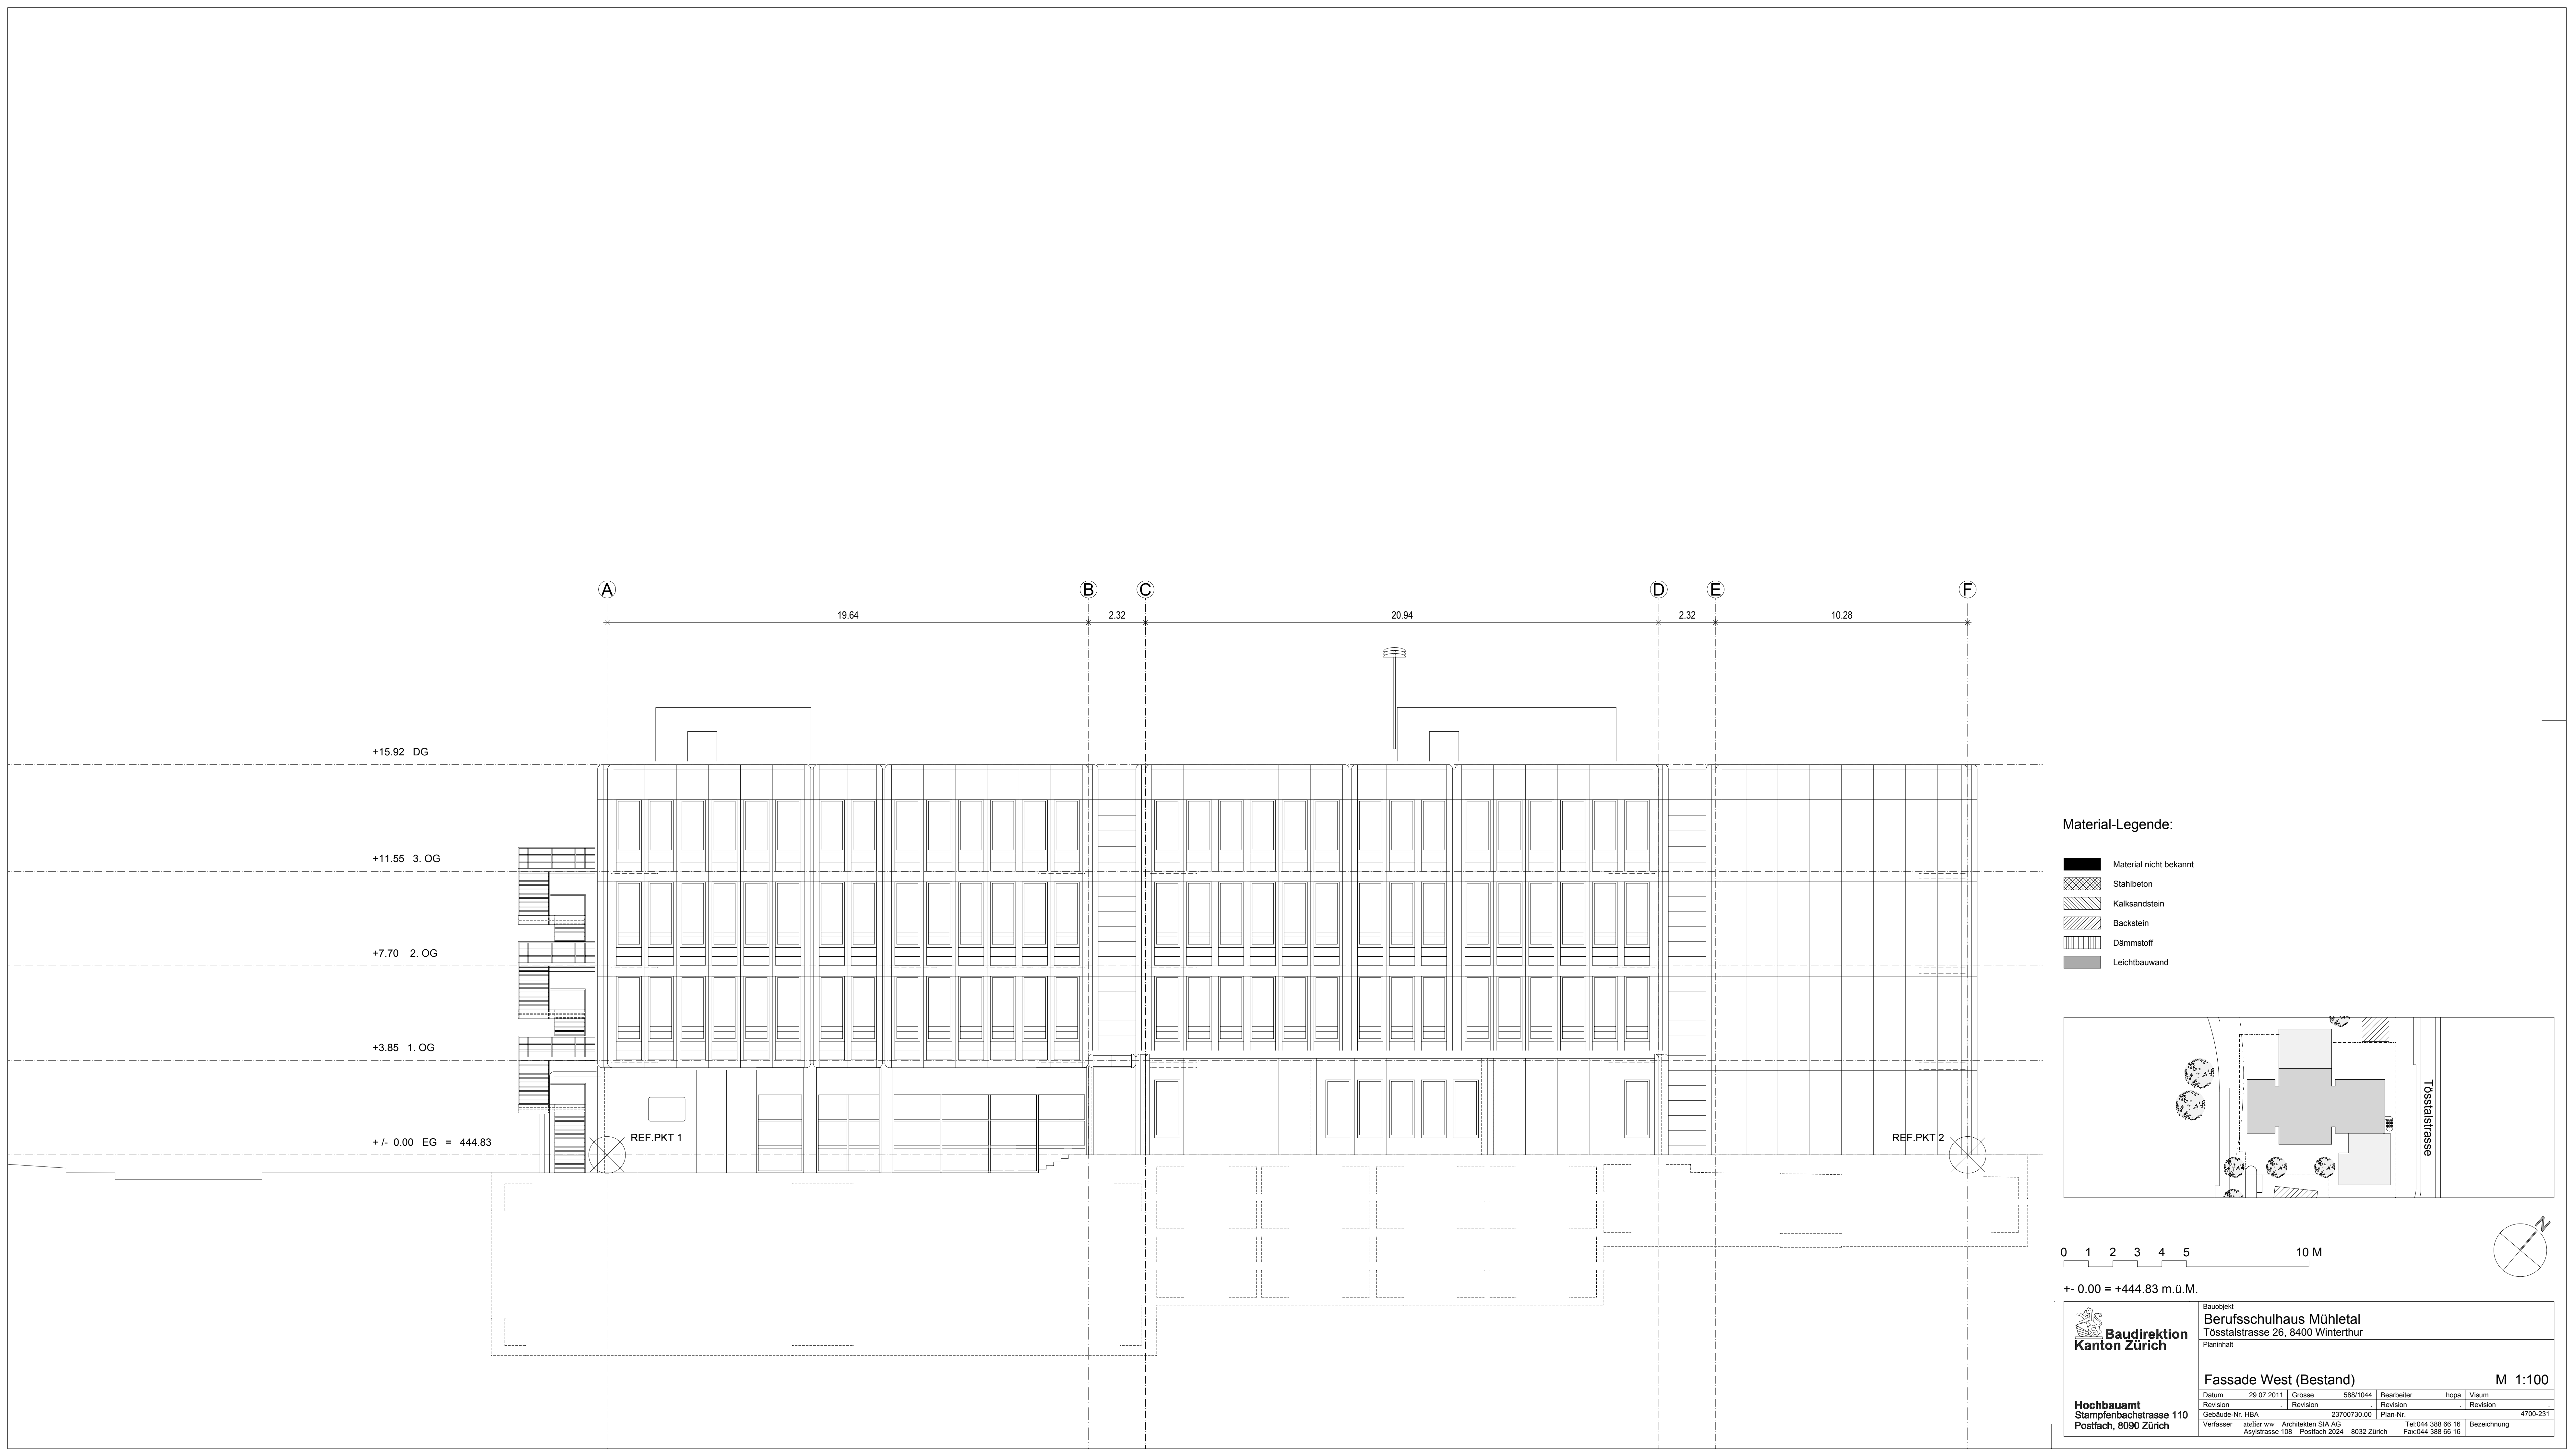 A B C D E F
19.64 2.32 20.94 2.32 10.28
+15.92 DG
+11.55 3. OG
+7.70 2. OG
+3.85 1. OG
+ /- 0.00 EG = 444.83
REF.PKT 1
REF.PKT 2
Material-Legende:
Material nicht bekannt
Stahlbeton
Kalksandstein
Backstein
Dämmstoff
Leichtbauwand
Tösstalstrasse
N
0 1 2 3 4 5 10 M
+- 0.00 = +444.83 m.ü.M.
Baudirektion
Kanton Zürich
Hochbauamt
Stampfenbachstrasse 110
Postfach, 8090 Zürich
Bauobjekt
Berufsschulhaus Mühletal
Tösstalstrasse 26, 8400 Winterthur
Planinhalt
Fassade West (Bestand) M 1:100
Datum 29.07.2011 Grösse 588/1044 Bearbeiter hopa Visum .
Revision . Revision . Revision . Revision .
Gebäude-Nr. HBA 23700730.00 Plan-Nr. 4700-231
Verfasser atelier ww Architekten SIA AG Tel:044 388 66 16 Bezeichnung
Asylstrasse 108 Postfach 2024 8032 Zürich Fax:044 388 66 16